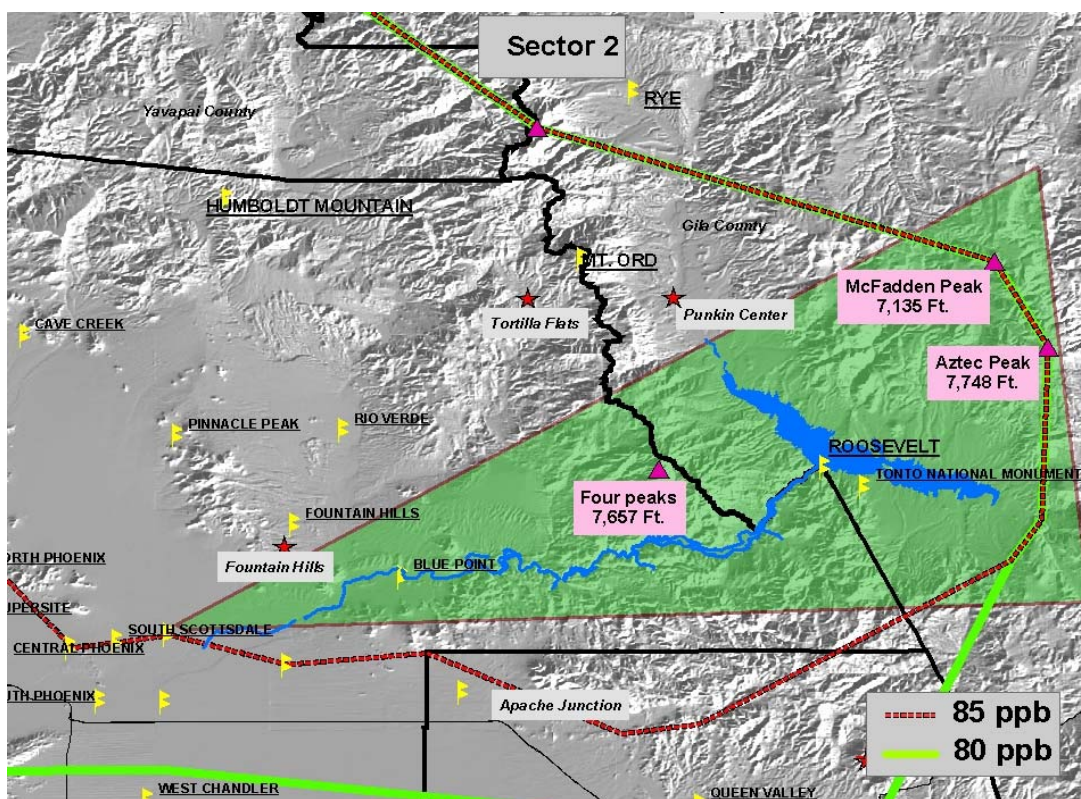 Sector 2
RYE
Yavapai County
HUMBOLDT MOUNTAIN
Gila County
MT. ORD
McFadden Peak
7,135 Ft.
Tortilla Flats
Punkin Center
CAVE CREEK
Aztec Peak
7,748 Ft.
PINNACLE PEAK
RIO VERDE
ROOSEVELT
TONTO NATIONAL MONUMENT
Four peaks
7,657 Ft.
FOUNTAIN HILLS
ORTH PHOENIX
Fountain Hills
BLUE POINT
UPERSITE
SOUTH SCOTTSDALE
CENTRAL PHOENIX
UTH PHOENIX
Apache Junction
85 ppb
80 ppb
WEST CHANDLER
QUEEN VALLEY